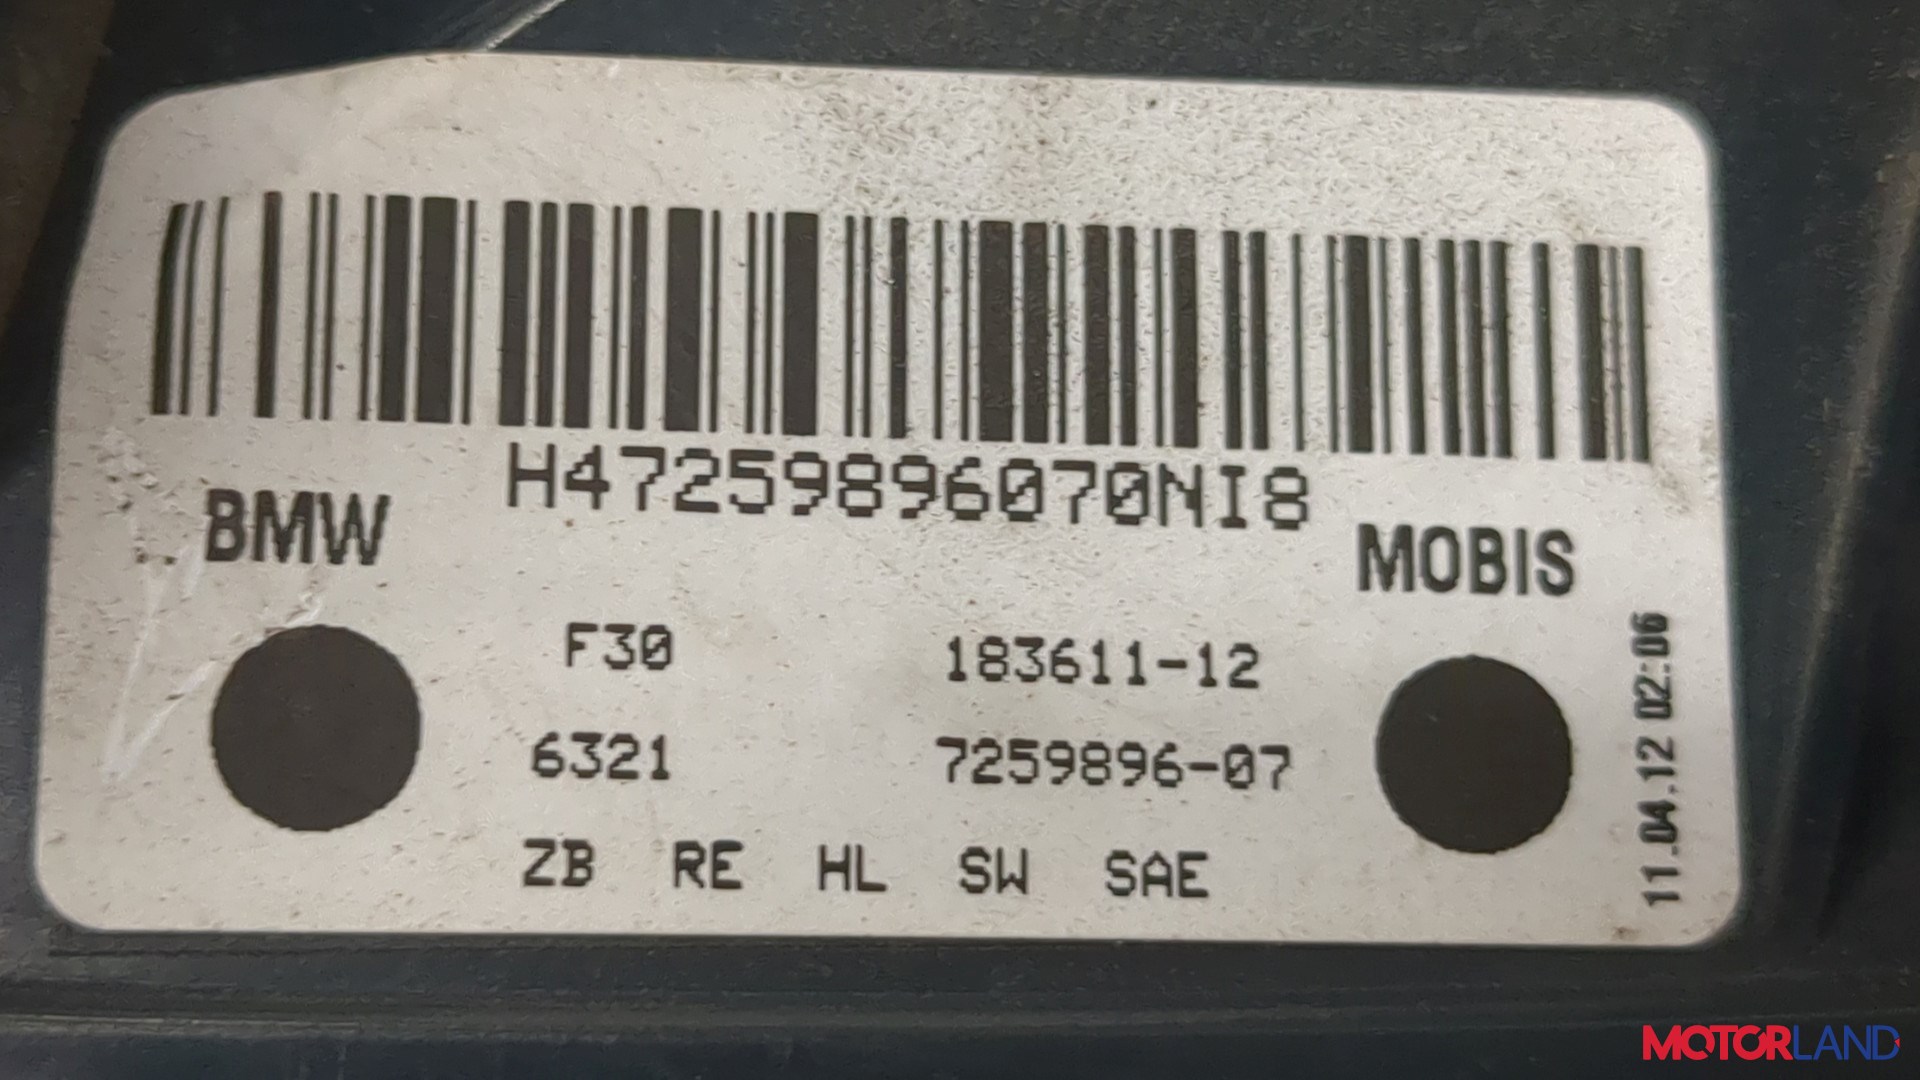 H47259896070NI8
BMW
MOBIS
F30 183611-12
6321 7259896-07
ZB RE HL SW SAE
11.04.12 02:06
MOTORLAND